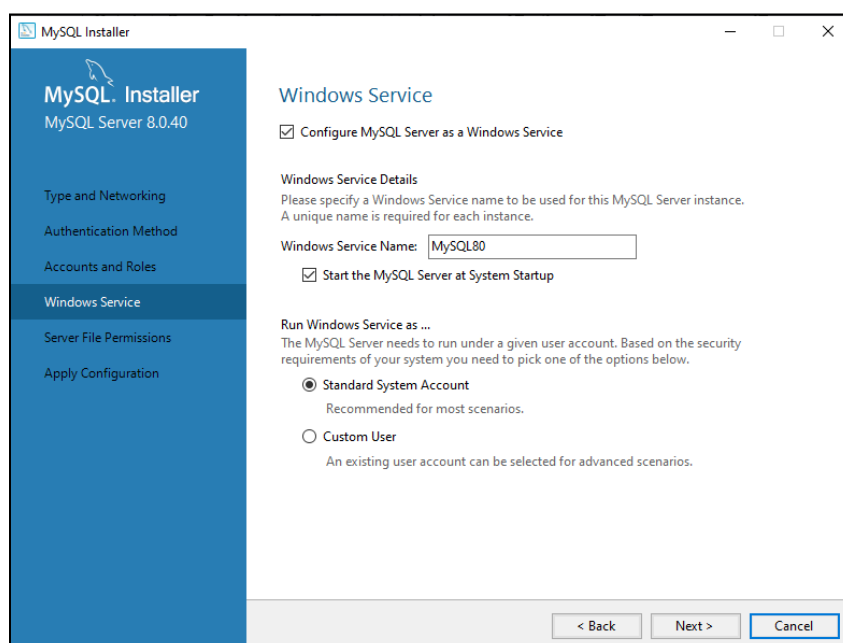 MySQL Installer
MySQL. Installer
MySQL Server 8.0.40
Type and Networking
Authentication Method
Accounts and Roles
Windows Service
Server File Permissions
Apply Configuration
Windows Service
Configure MySQL Server as a Windows Service
Windows Service Details
Please specify a Windows Service name to be used for this MySQL Server instance.
A unique name is required for each instance.
Windows Service Name: MySQL80
Start the MySQL Server at System Startup
Run Windows Service as ...
The MySQL Server needs to run under a given user account. Based on the security
requirements of your system you need to pick one of the options below.
Standard System Account
Recommended for most scenarios.
Custom User
An existing user account can be selected for advanced scenarios.
< Back Next > Cancel